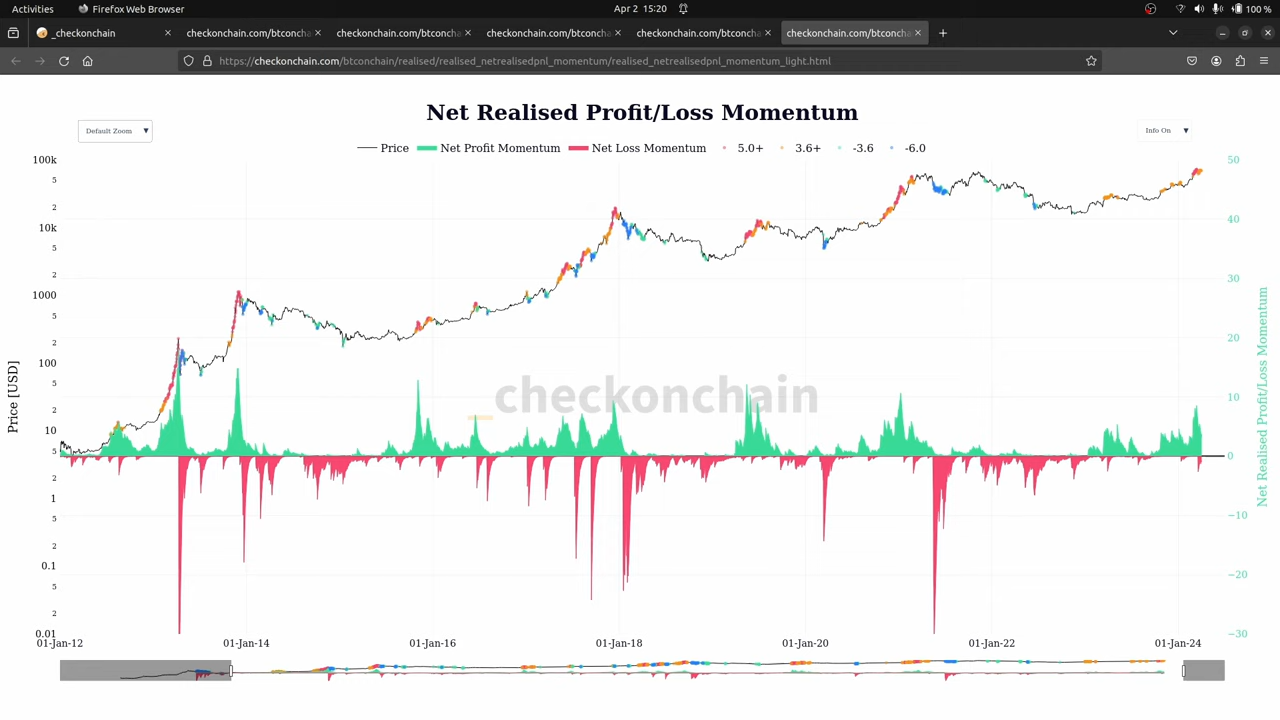 Activities Firefox Web Browser Apr 2 15:20 100 %
_checkonchain checkonchain.com/btconcha checkonchain.com/btconcha checkonchain.com/btconcha checkonchain.com/btconcha checkonchain.com/btconcha
https://checkonchain.com/btconchain/realised/realised_netrealisedpnl_momentum/realised_netrealisedpnl_momentum_light.html
Net Realised Profit/Loss Momentum
Default Zoom ▼
Info On ▼
Price Net Profit Momentum Net Loss Momentum 5.0+ 3.6+ -3.6 -6.0
Price [USD]
100k
5
2
10k
5
2
1000
5
2
100
5
2
10
5
2
1
5
2
0.1
5
2
0.01
checkonchain
50
40
30
20
10
0
−10
−20
−30
Net Realised Profit/Loss Momentum
01-Jan-12 01-Jan-14 01-Jan-16 01-Jan-18 01-Jan-20 01-Jan-22 01-Jan-24